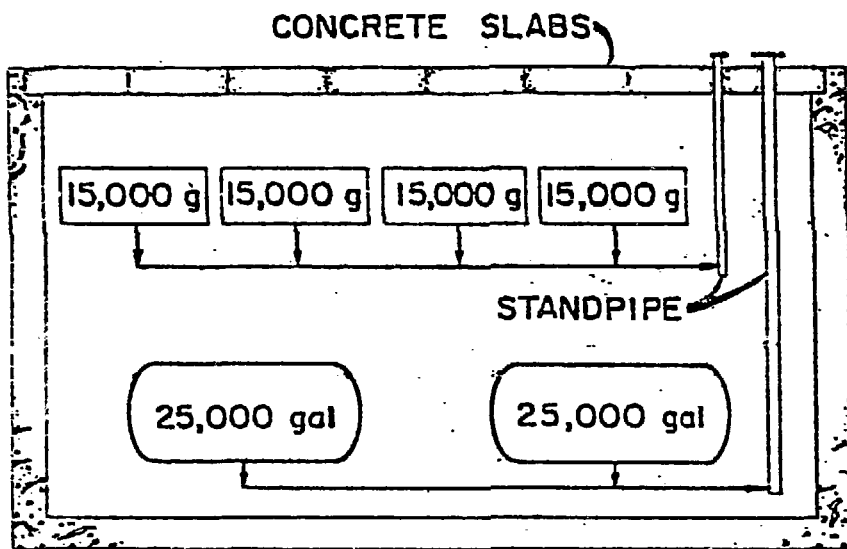 CONCRETE SLABS
15,000 g 15,000 g 15,000 g 15,000 g
STANDPIPE
25,000 gal 25,000 gal